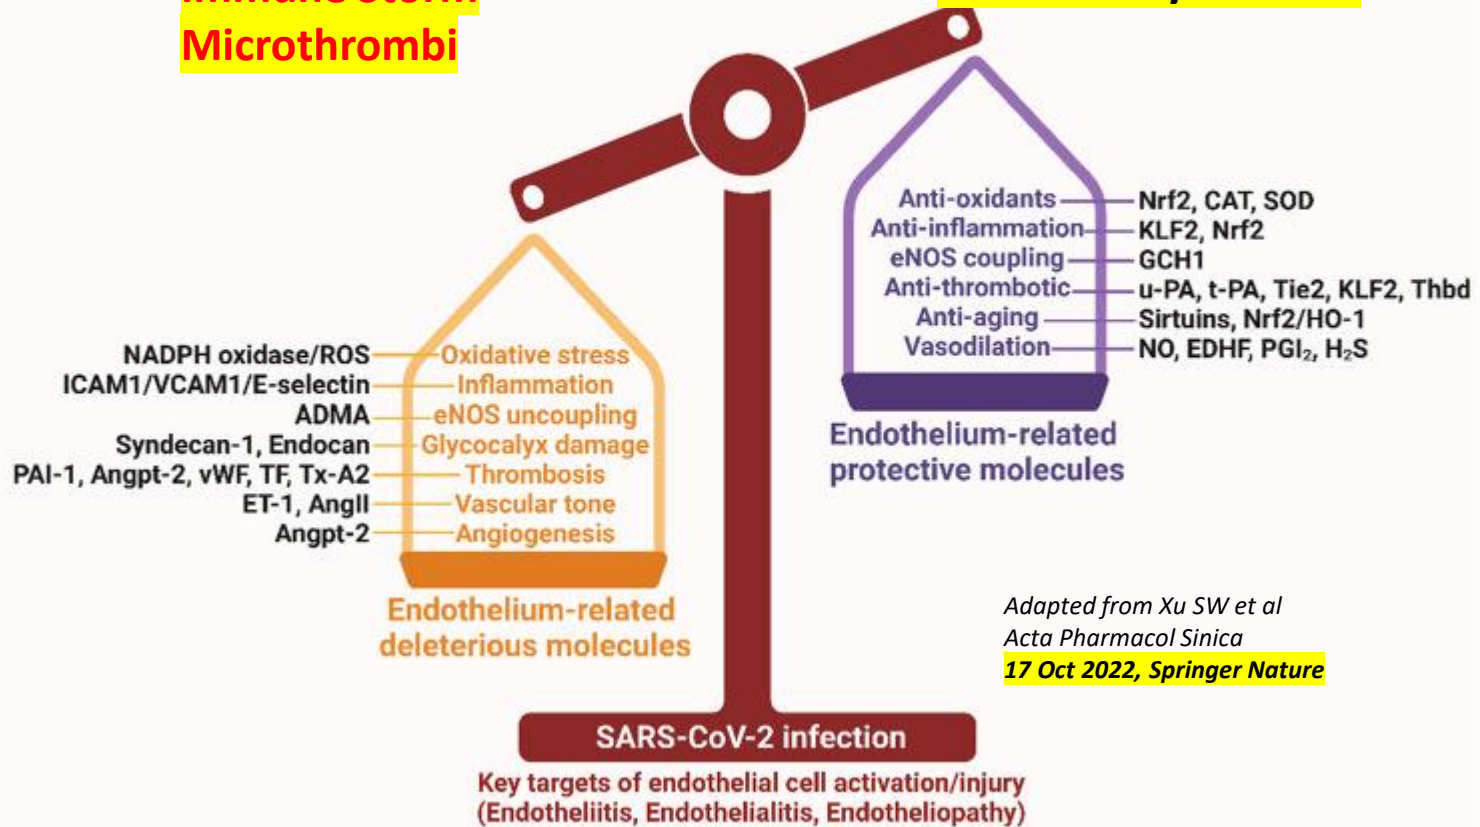 Immune Storm
Microthrombi
Anti-oxidants Nrf2, CAT, SOD
Anti-inflammation KLF2, Nrf2
eNOS coupling GCH1
Anti-thrombotic u-PA, t-PA, Tie2, KLF2, Thbd
Anti-aging Sirtuins, Nrf2/HO-1
Vasodilation NO, EDHF, PGI₂, H₂S
Endothelium-related
protective molecules
NADPH oxidase/ROS Oxidative stress
ICAM1/VCAM1/E-selectin Inflammation
ADMA eNOS uncoupling
Syndecan-1, Endocan Glycocalyx damage
PAI-1, Angpt-2, vWF, TF, Tx-A2 Thrombosis
ET-1, AngII Vascular tone
Angpt-2 Angiogenesis
Endothelium-related
deleterious molecules
Adapted from Xu SW et al
Acta Pharmacol Sinica
17 Oct 2022, Springer Nature
SARS-CoV-2 infection
Key targets of endothelial cell activation/injury
(Endotheliitis, Endothelialitis, Endotheliopathy)